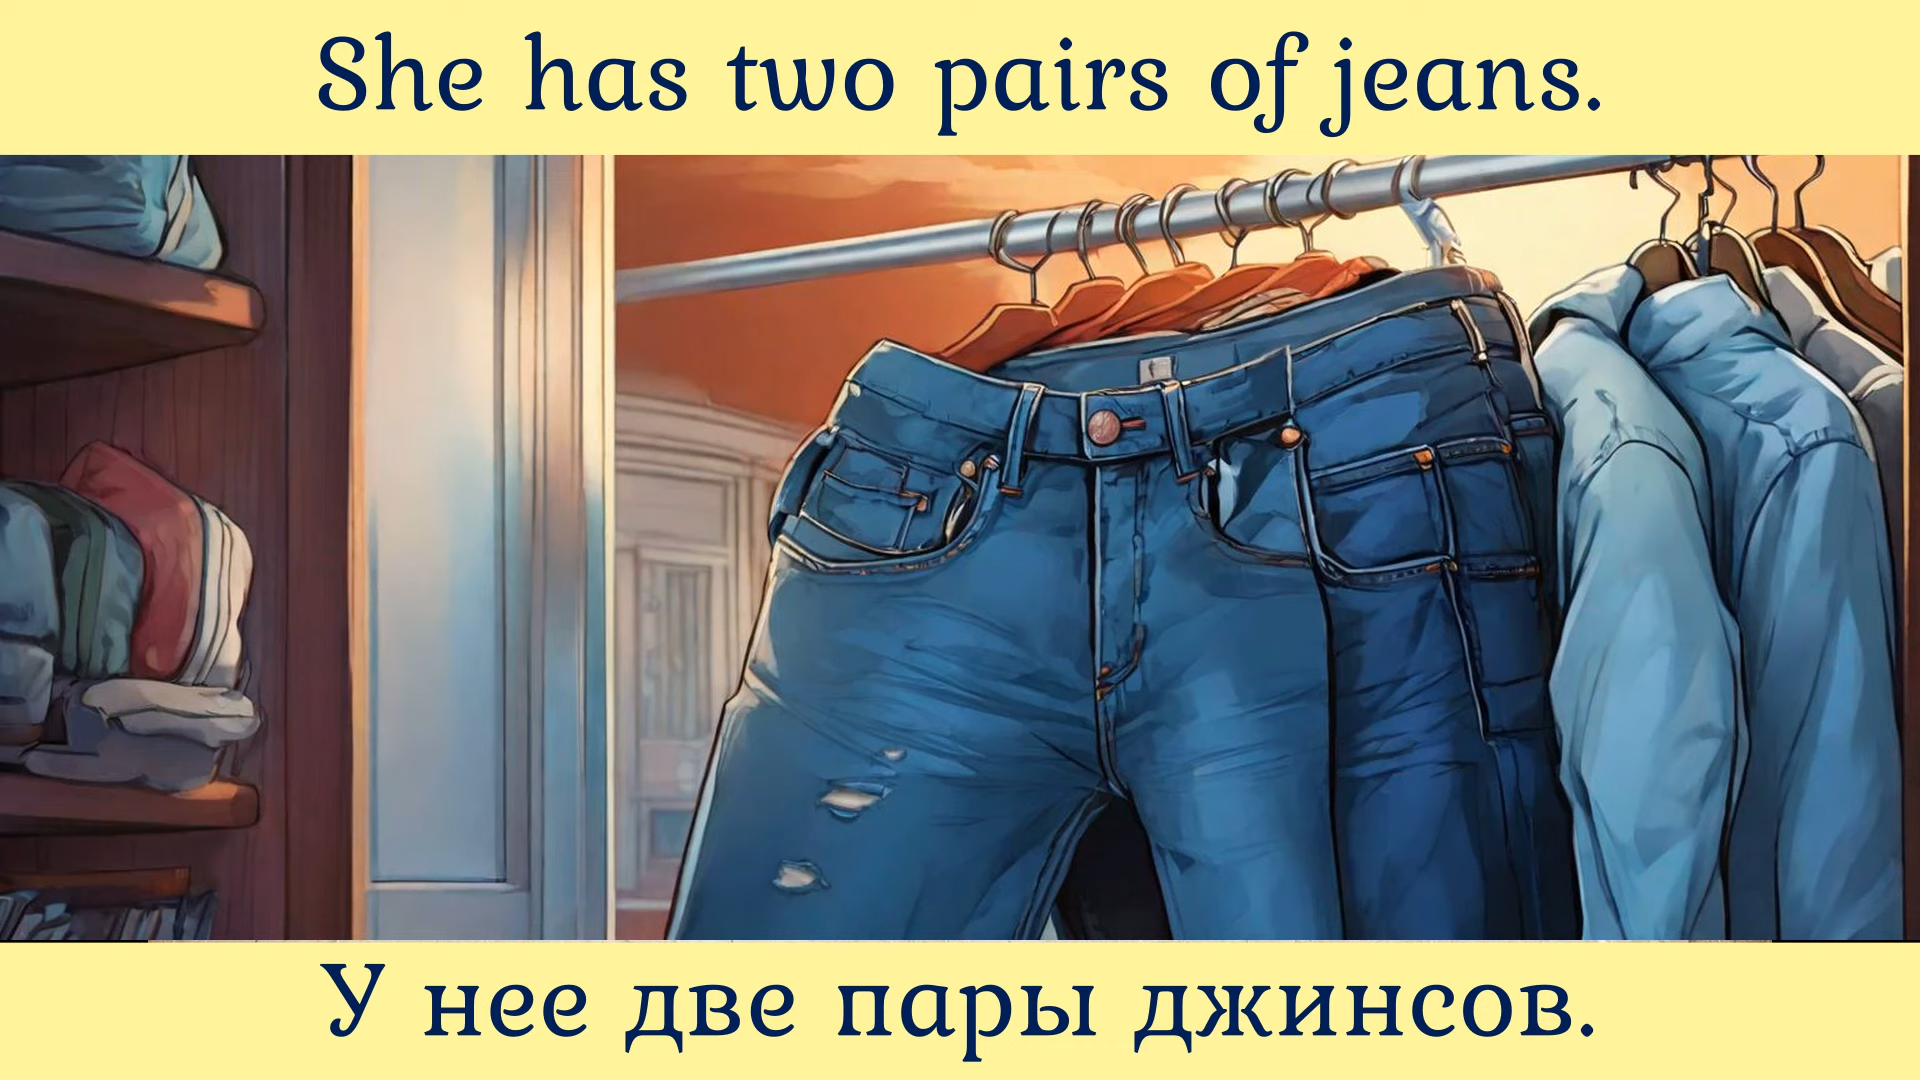 She has two pairs of jeans.
У нее две пары джинсов.